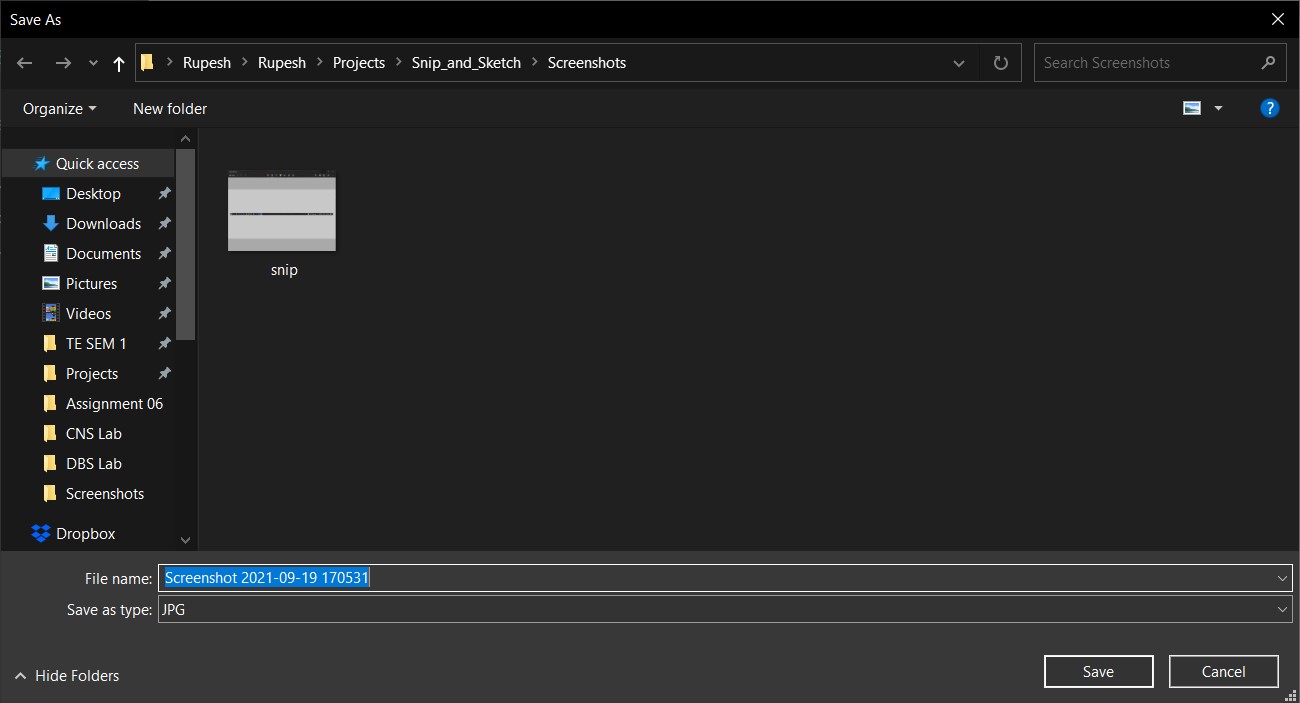 Save As
Rupesh > Rupesh > Projects > Snip_and_Sketch > Screenshots
Search Screenshots
Organize
New folder
?
Quick access
Desktop
Downloads
Documents
Pictures
Videos
TE SEM 1
Projects
Assignment 06
CNS Lab
DBS Lab
Screenshots
Dropbox
snip
File name: Screenshot 2021-09-19 170531
Save as type: JPG
Hide Folders
Save
Cancel